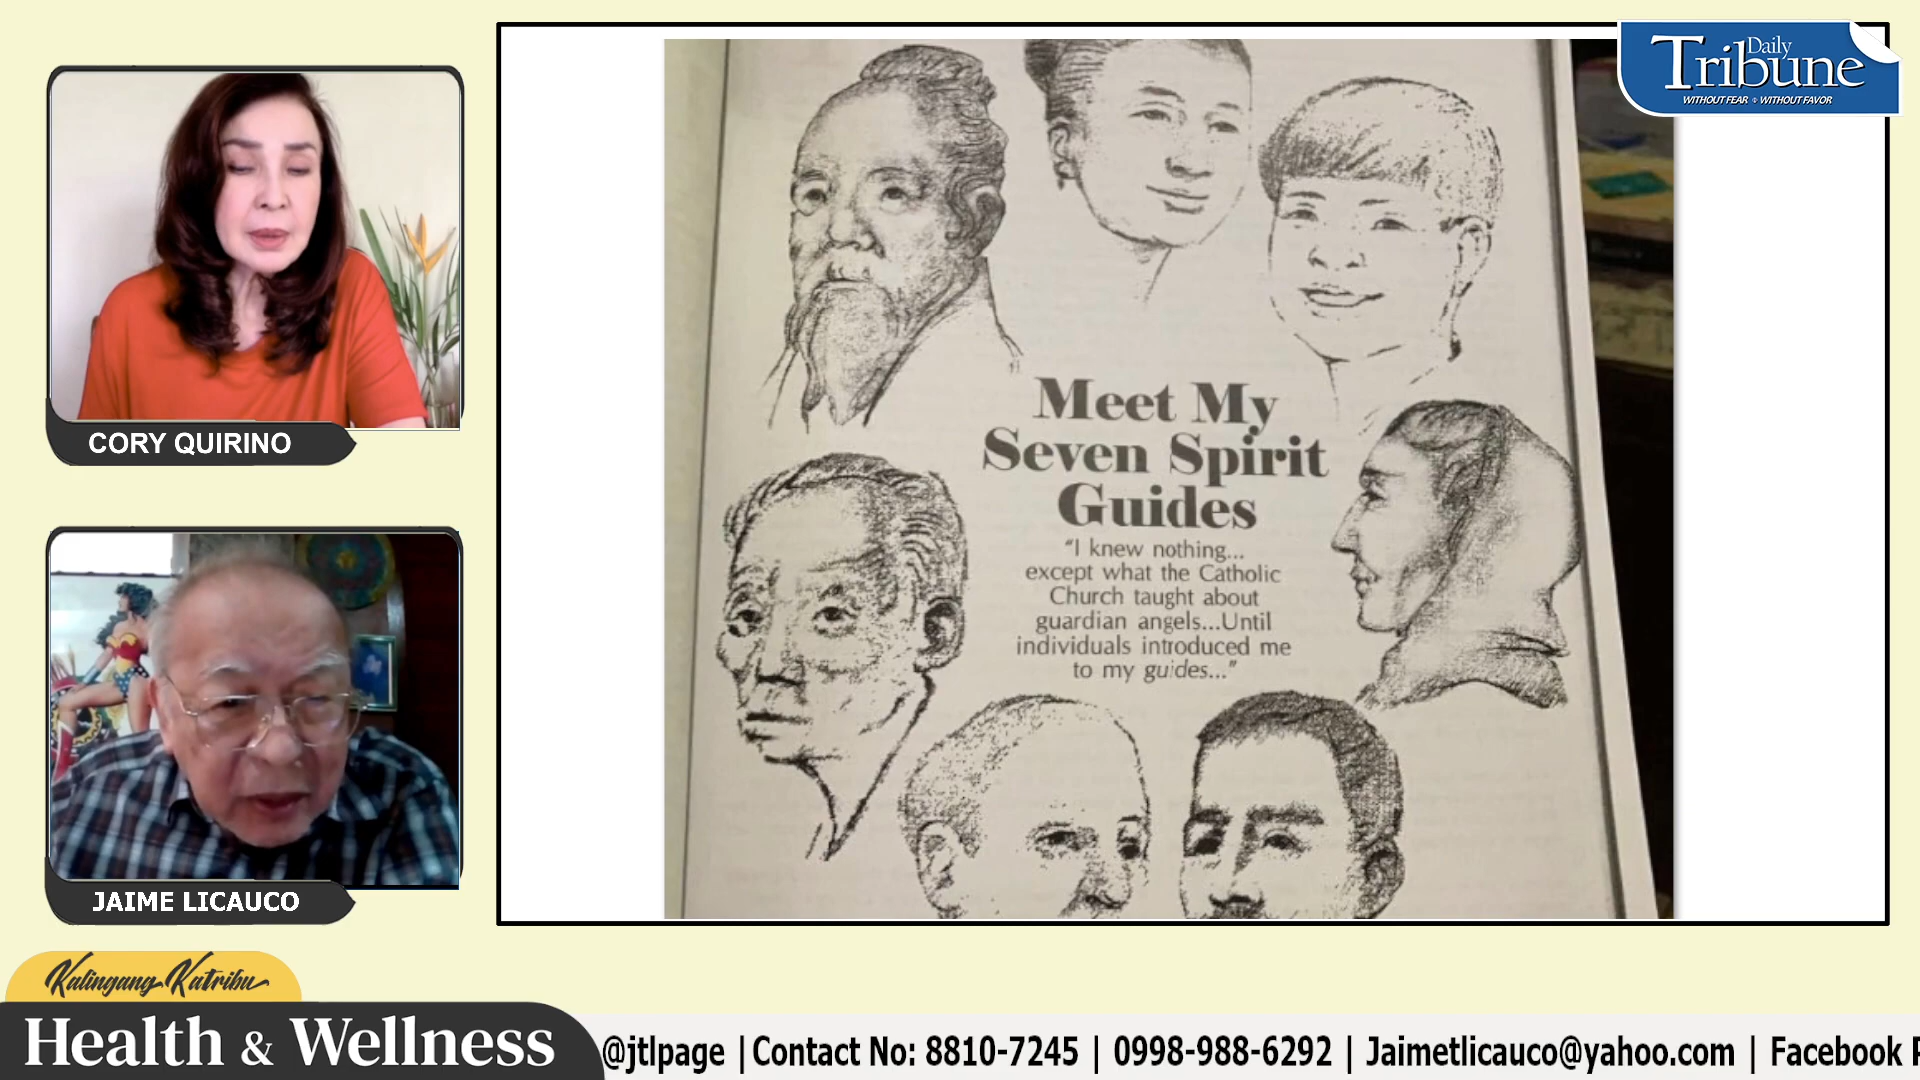 Daily
Tribune
WITHOUT FEAR ÷ WITHOUT FAVOR
CORY QUIRINO
Meet My
Seven Spirit
Guides
“I knew nothing...
except what the Catholic
Church taught about
guardian angels...Until
individuals introduced me
to my guides...”
JAIME LICAUCO
Kalingang Katribu
Health & Wellness
@jtlpage | Contact No: 8810-7245 | 0998-988-6292 | Jaimetlicauco@yahoo.com | Facebook P